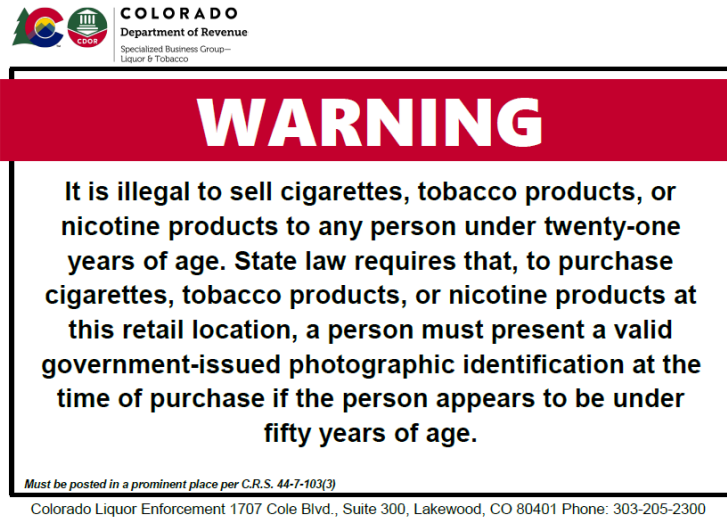 COLORADO
Department of Revenue
Specialized Business Group—
Liquor & Tobacco
CDOR
WARNING
It is illegal to sell cigarettes, tobacco products, or
nicotine products to any person under twenty-one
years of age. State law requires that, to purchase
cigarettes, tobacco products, or nicotine products at
this retail location, a person must present a valid
government-issued photographic identification at the
time of purchase if the person appears to be under
fifty years of age.
Must be posted in a prominent place per C.R.S. 44-7-103(3)
Colorado Liquor Enforcement 1707 Cole Blvd., Suite 300, Lakewood, CO 80401 Phone: 303-205-2300